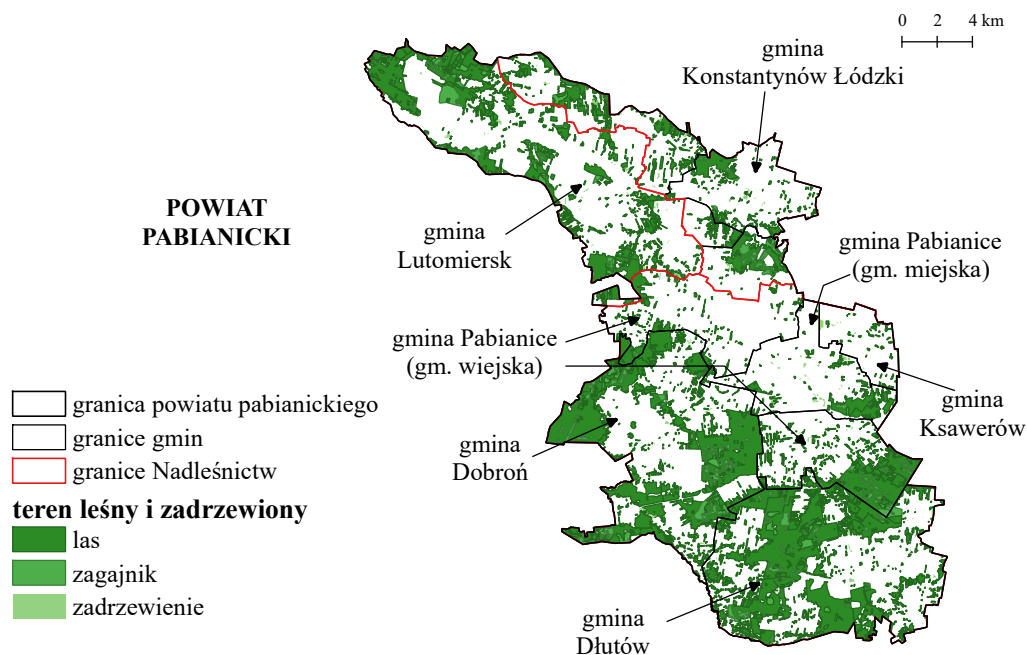 0 2 4 km
gmina
Konstantynów Łódzki
POWIAT
PABIANICKI
gmina
Lutomiersk
gmina Pabianice
(gm. miejska)
gmina Pabianice
(gm. wiejska)
gmina
Ksawerów
gmina
Dobroń
gmina
Dłutów
granica powiatu pabianickiego
granice gmin
granice Nadleśnictw
teren leśny i zadrzewiony
las
zagajnik
zadrzewienie